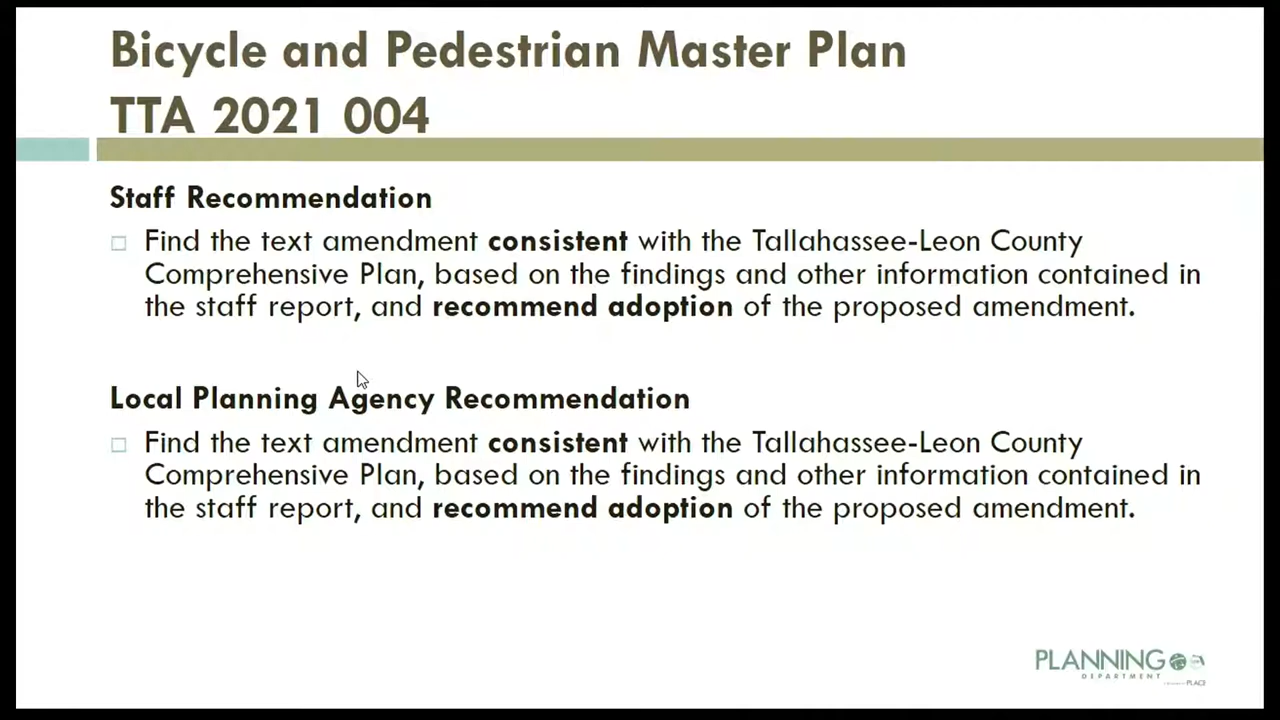 Bicycle and Pedestrian Master Plan
TTA 2021 004
Staff Recommendation
Find the text amendment consistent with the Tallahassee-Leon County
Comprehensive Plan, based on the findings and other information contained in
the staff report, and recommend adoption of the proposed amendment.
Local Planning Agency Recommendation
Find the text amendment consistent with the Tallahassee-Leon County
Comprehensive Plan, based on the findings and other information contained in
the staff report, and recommend adoption of the proposed amendment.
PLANNING
DEPARTMENT
PLACE